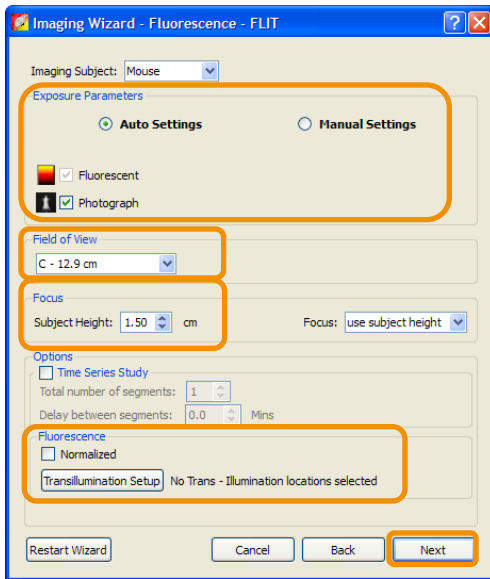 Imaging Wizard - Fluorescence - FLIT
Imaging Subject: Mouse
Exposure Parameters
Auto Settings Manual Settings
Fluorescent
Photograph
Field of View
C - 12.9 cm
Focus
Subject Height: 1.50 cm Focus: use subject height
Options
Time Series Study
Total number of segments: 1
Delay between segments: 0.0 Mins
Fluorescence
Normalized
Transillumination Setup No Trans - Illumination locations selected
Restart Wizard Cancel Back Next